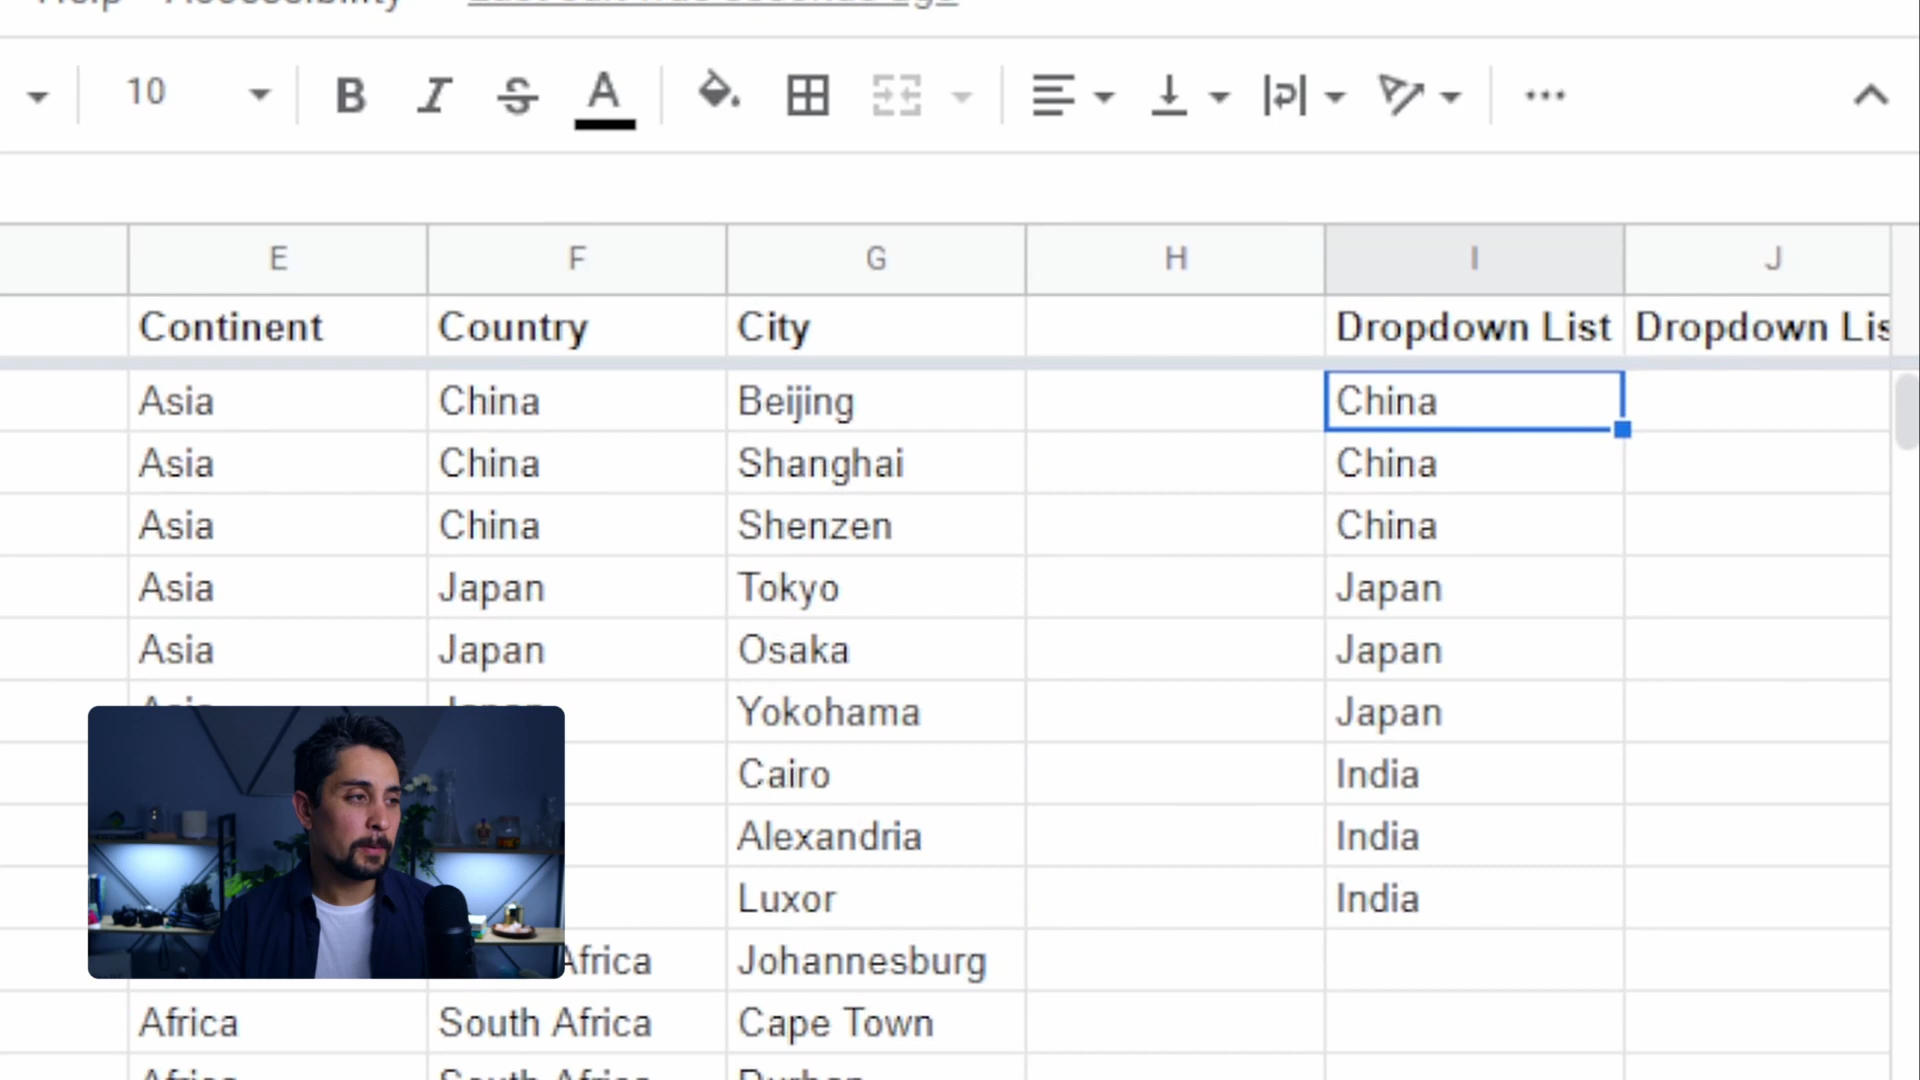 10 B I S A
E F G H I J
Continent Country City Dropdown List Dropdown Lis
Asia China Beijing China
Asia China Shanghai China
Asia China Shenzen China
Asia Japan Tokyo Japan
Asia Japan Osaka Japan
Yokohama Japan
Cairo India
Alexandria India
Luxor India
Africa Johannesburg
Africa South Africa Cape Town